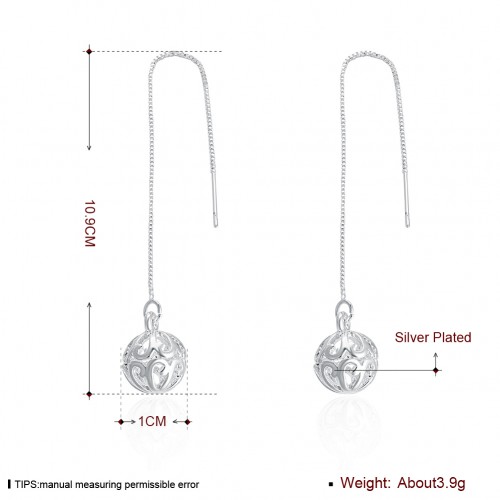 10.9CM
Silver Plated
1CM
TIPS:manual measuring permissible error
Weight: About3.9g